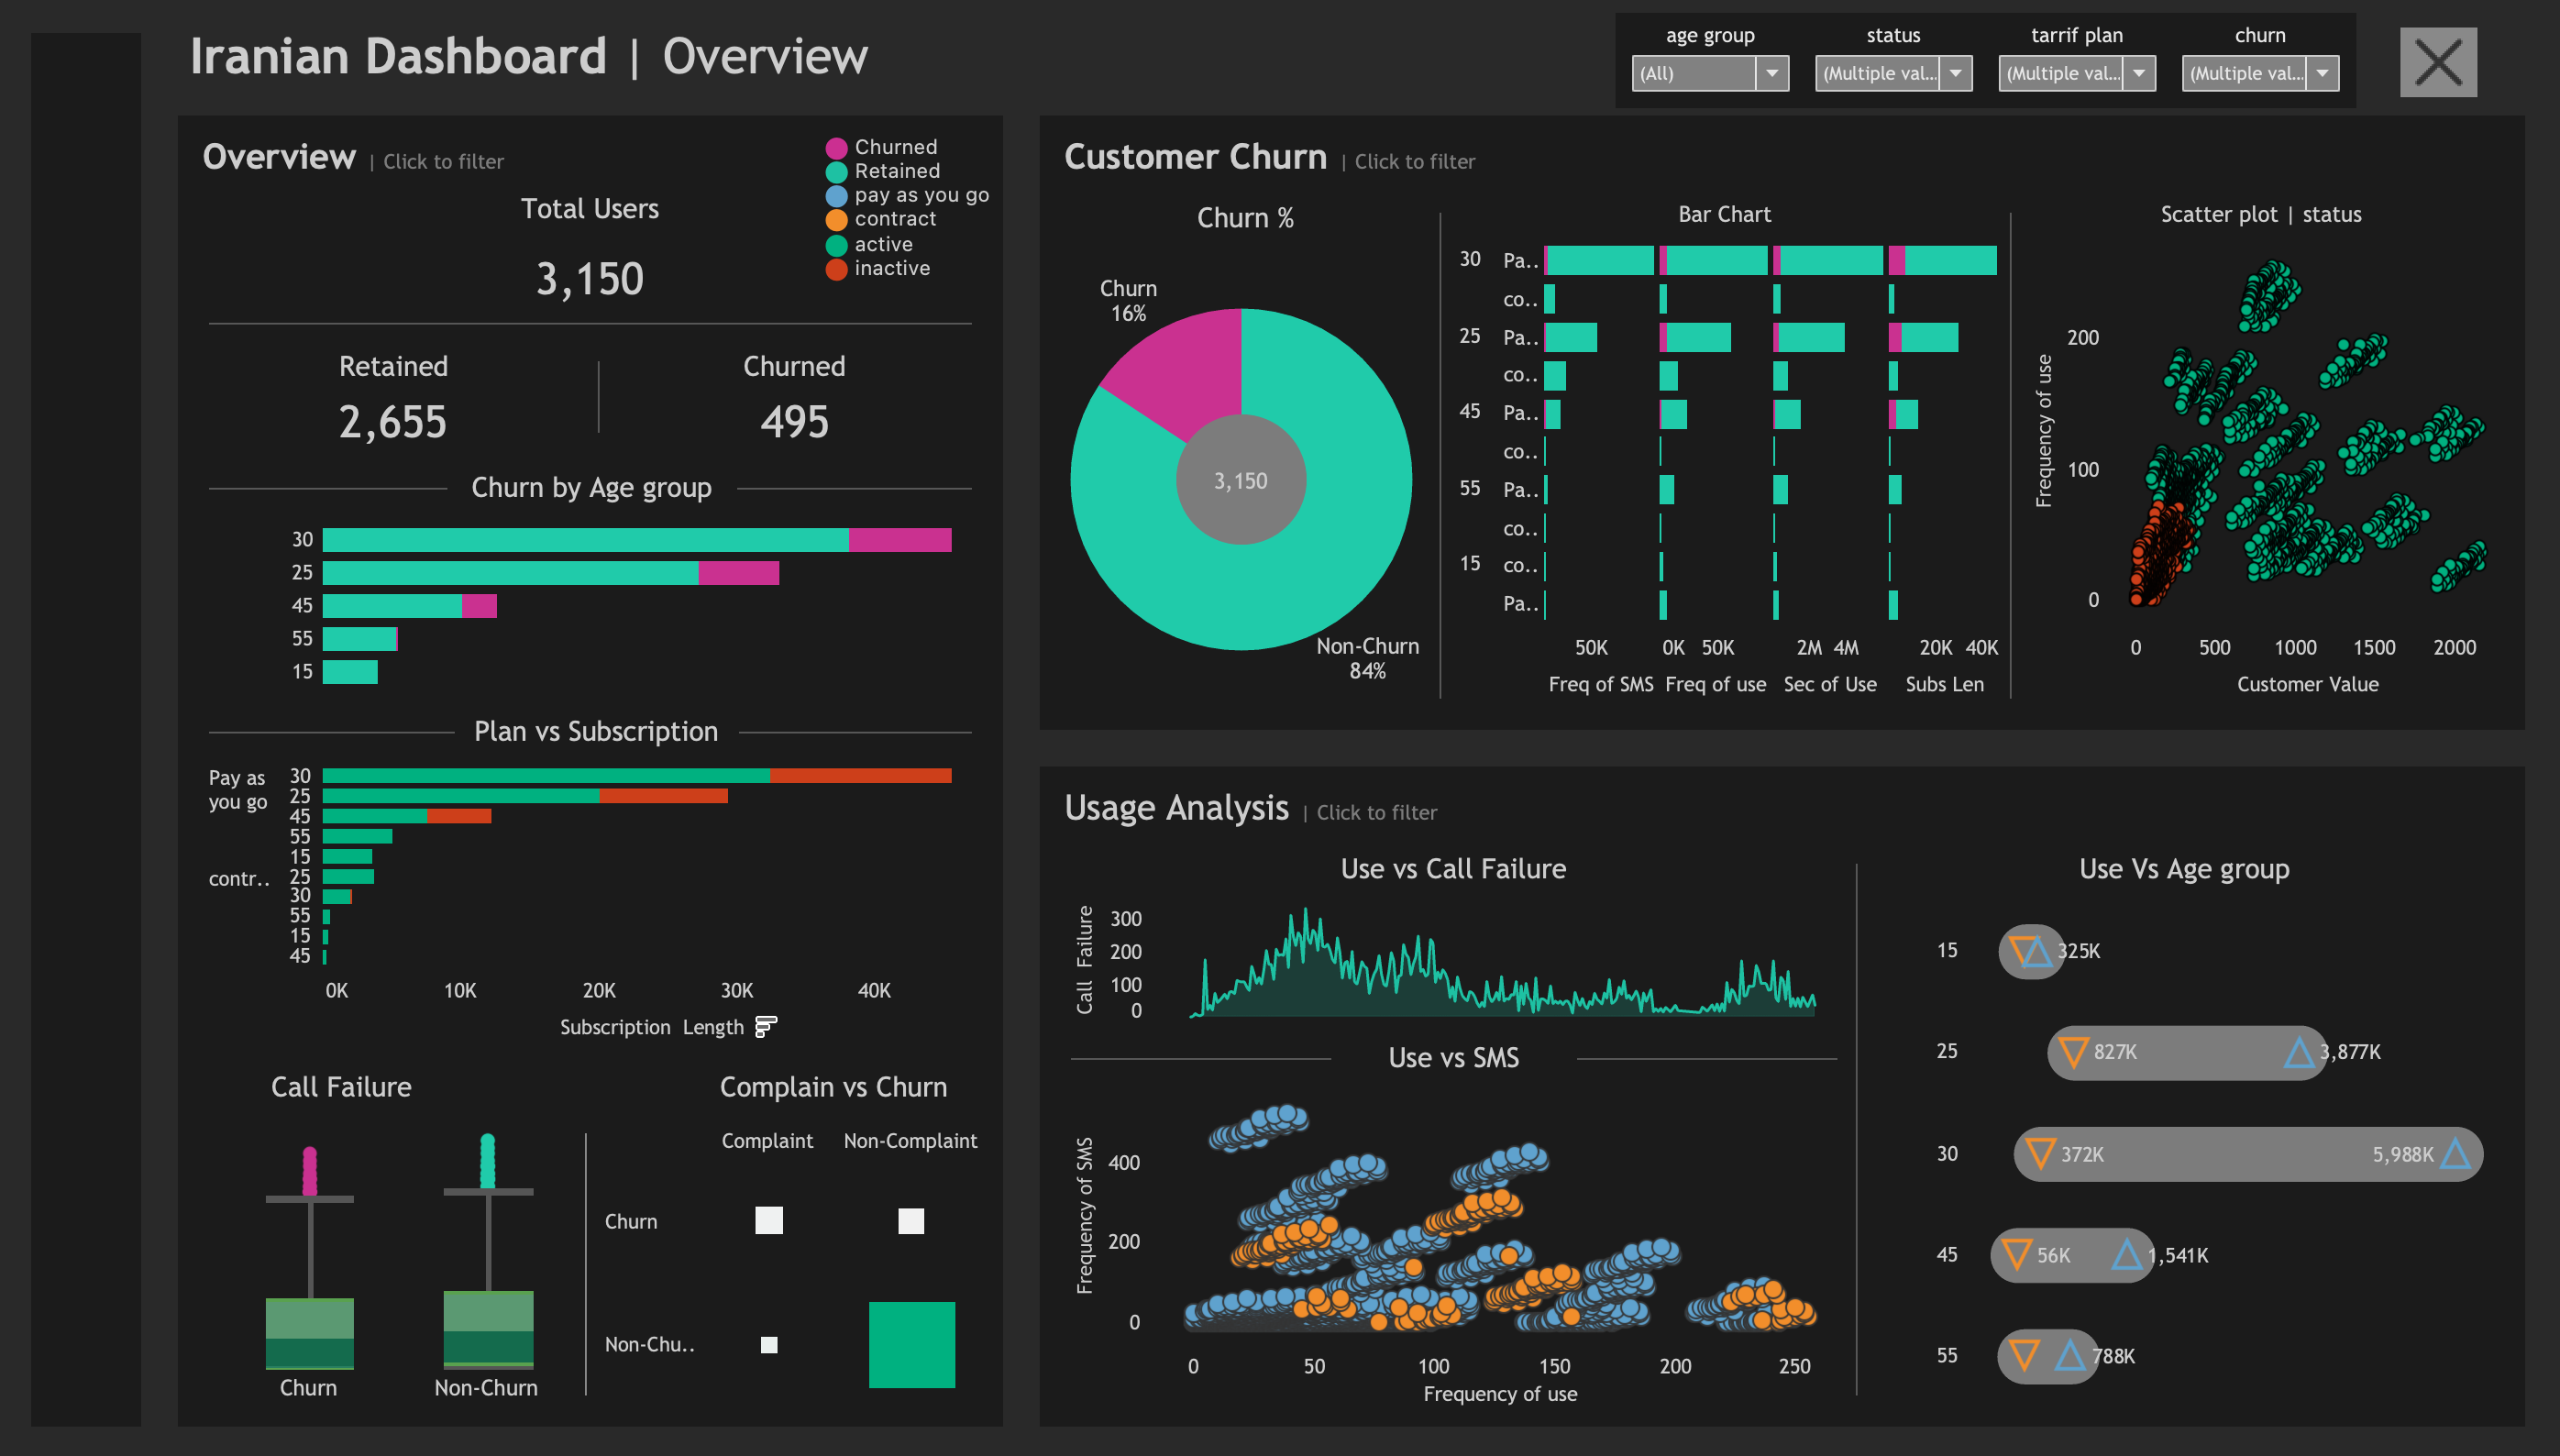 Iranian Dashboard | Overview
age group
status
tarrif plan
churn
(All)
(Multiple val...
(Multiple val...
(Multiple val...
Overview | Click to filter
Churned
Retained
pay as you go
contract
active
inactive
Total Users
3,150
Retained
Churned
2,655
495
Churn by Age group
30
25
45
55
15
Plan vs Subscription
Pay as
you go
30
25
45
55
15
contr..
25
30
55
15
45
0K
10K
20K
30K
40K
Subscription Length
Call Failure
Churn
Non-Churn
Complain vs Churn
Complaint
Non-Complaint
Churn
Non-Chu..
Customer Churn | Click to filter
Churn %
Churn
16%
3,150
Non-Churn
84%
Bar Chart
30
Pa..
co..
25
Pa..
co..
45
Pa..
co..
55
Pa..
co..
15
co..
Pa..
50K
0K
50K
2M
4M
20K
40K
Freq of SMS
Freq of use
Sec of Use
Subs Len
Scatter plot | status
Frequency of use
200
100
0
0
500
1000
1500
2000
Customer Value
Usage Analysis | Click to filter
Use vs Call Failure
Call Failure
300
200
100
0
Use vs SMS
Frequency of SMS
400
200
0
0
50
100
150
200
250
Frequency of use
Use Vs Age group
15
325K
25
827K
3,877K
30
372K
5,988K
45
56K
1,541K
55
788K